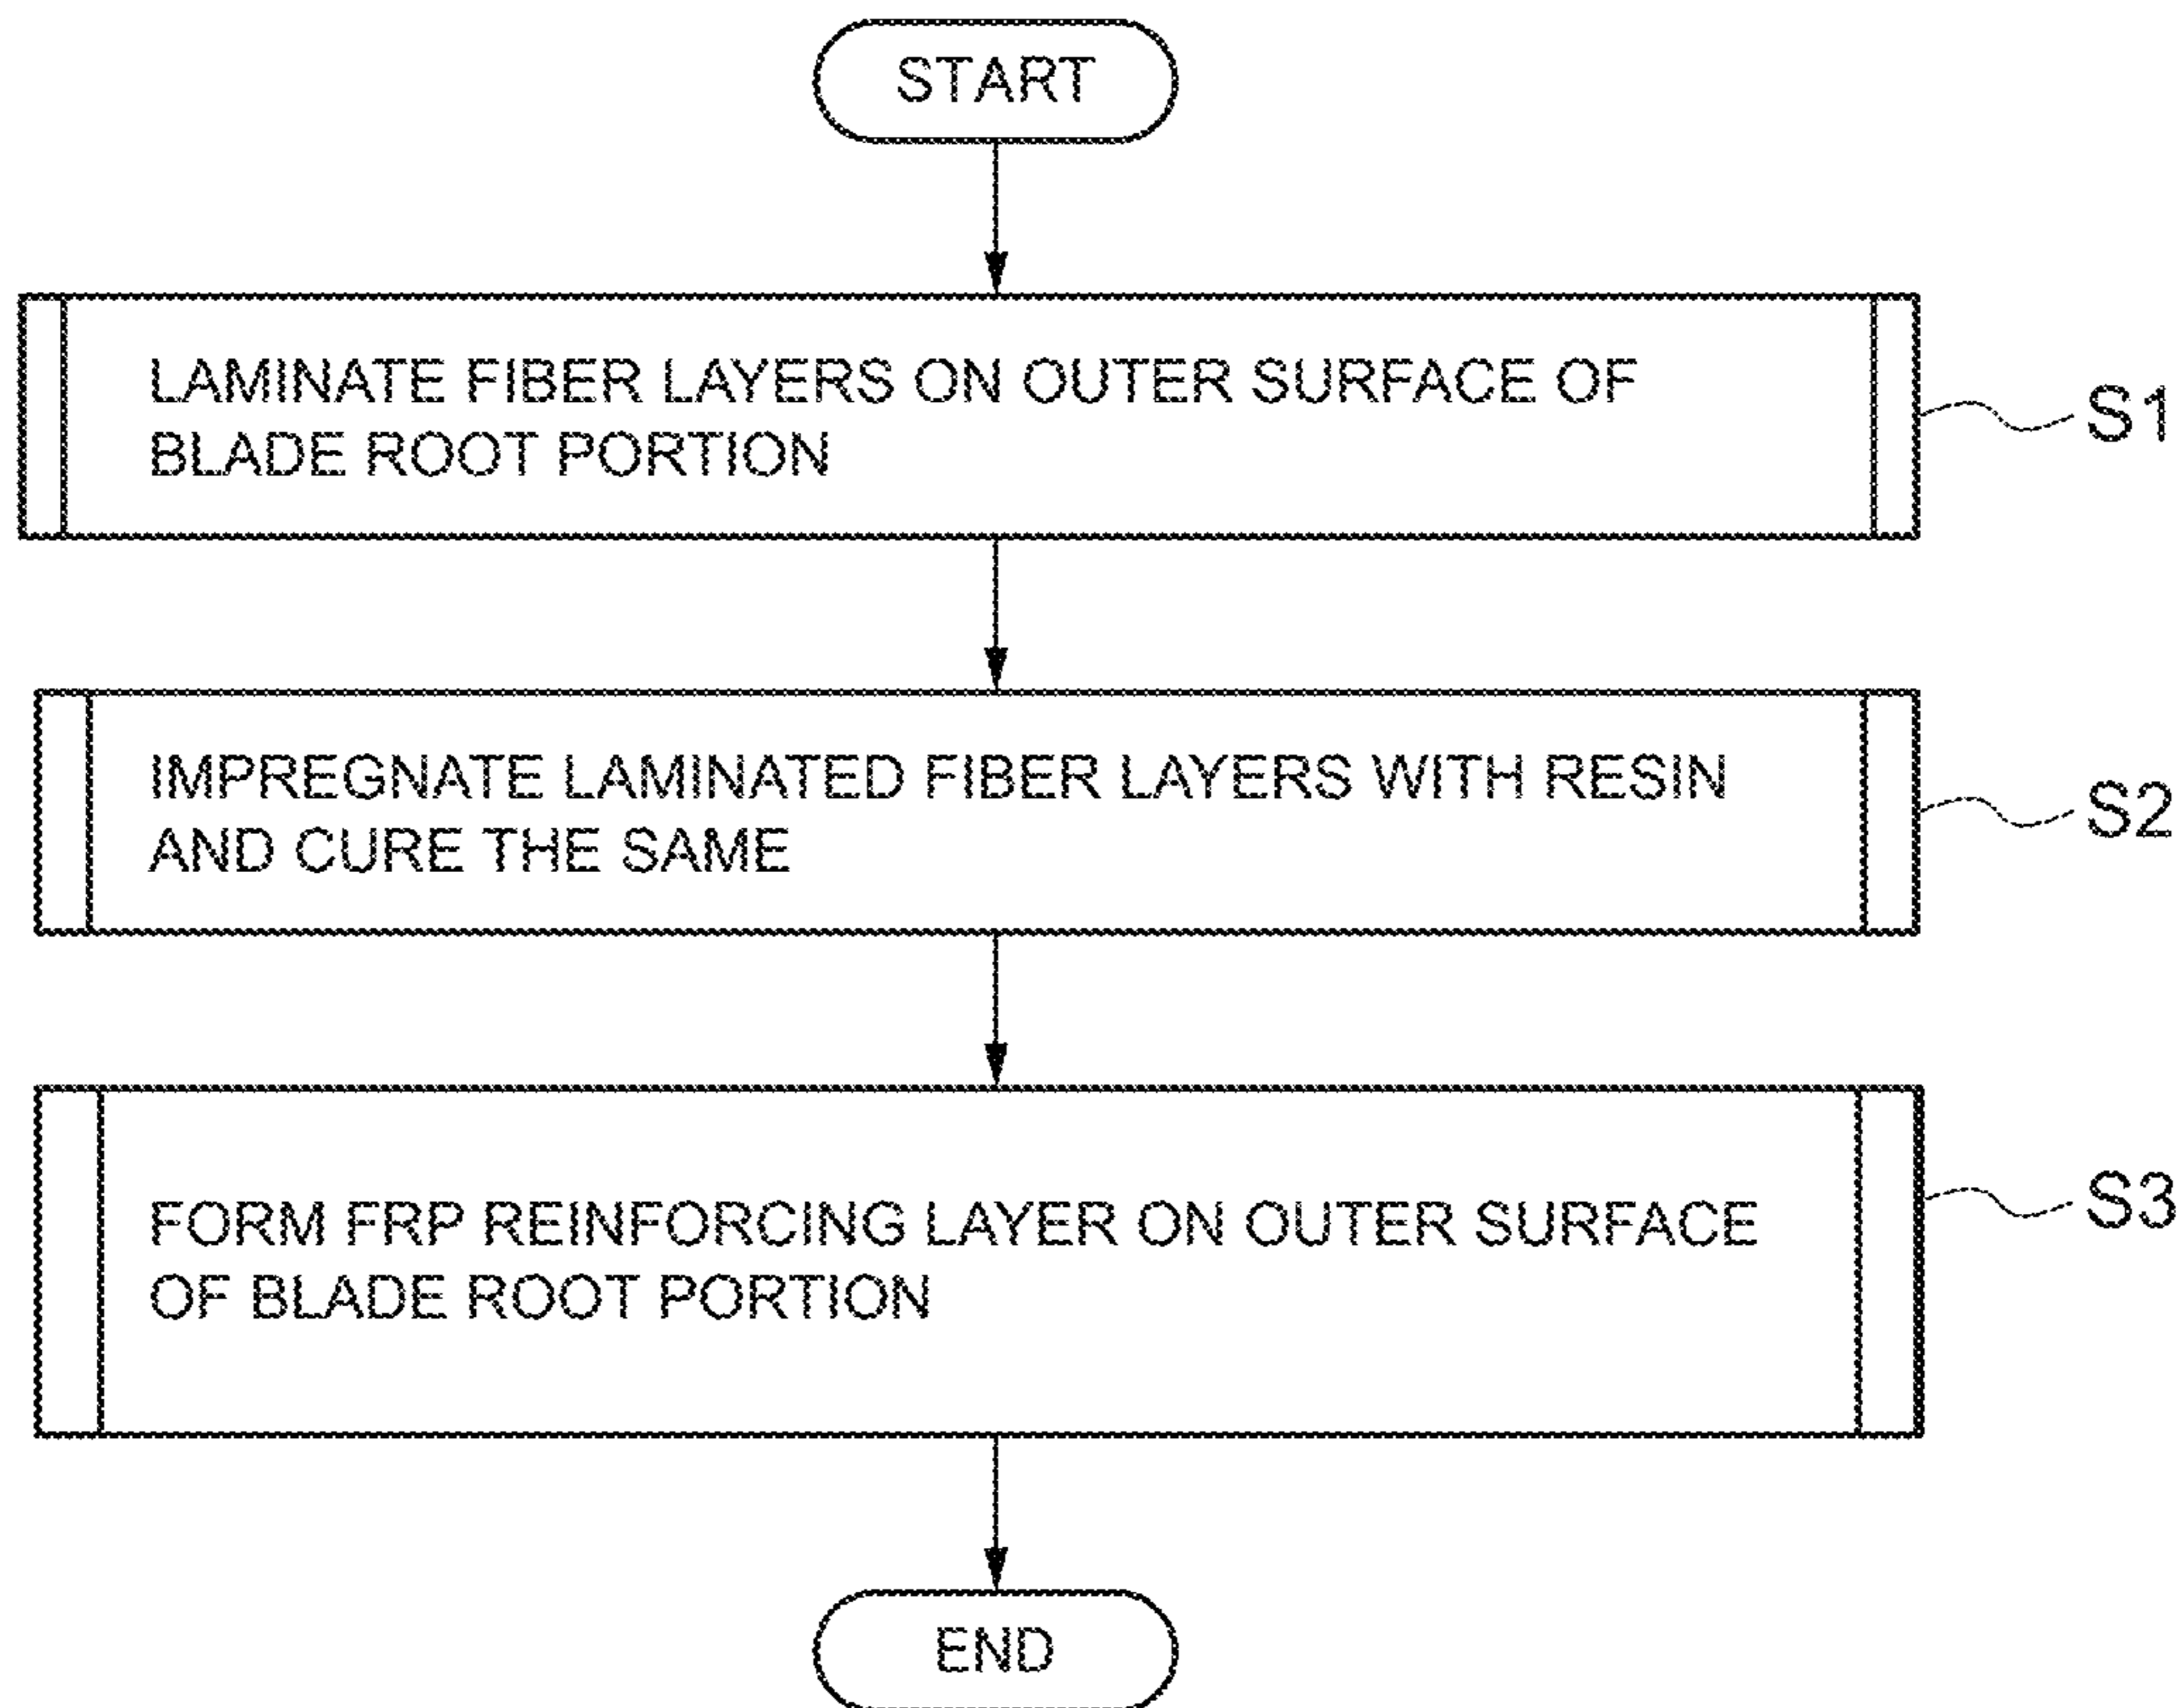 START
LAMINATE FIBER LAYERS ON OUTER SURFACE OF
BLADE ROOT PORTION
S1
IMPREGNATE LAMINATED FIBER LAYERS WITH RESIN
AND CURE THE SAME
S2
FORM FRP REINFORCING LAYER ON OUTER SURFACE
OF BLADE ROOT PORTION
S3
END